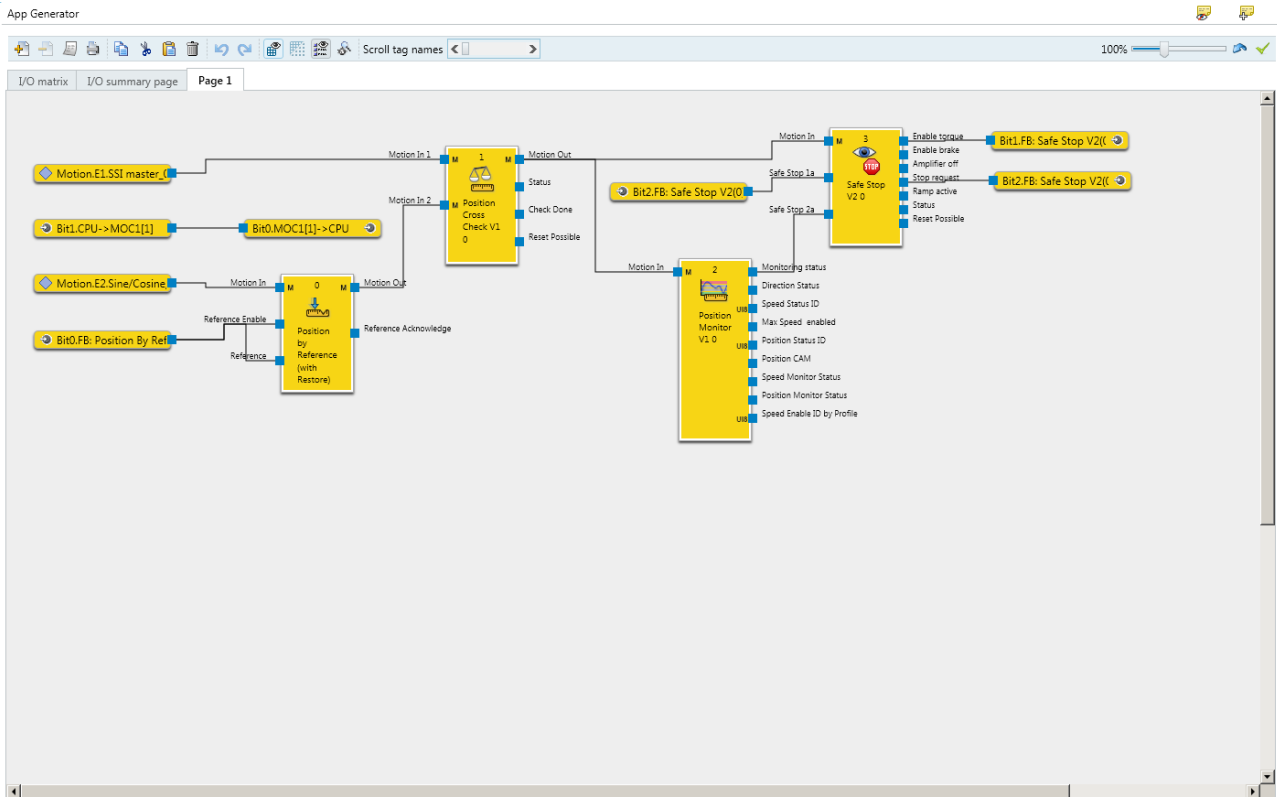 App Generator
Scroll tag names
100%
I/O matrix
I/O summary page
Page 1
Motion.E1.SSI master_(
Bit1.CPU->MOC1[1]
Bit0.MOC1[1]->CPU
Motion.E2.Sine/Cosine
Bit0.FB: Position By Ref
Motion In
Reference Enable
Reference
M 0 M
Position
by
Reference
(with
Restore)
Motion Out
Reference Acknowledge
Motion In 1
Motion In 2
M 1 M
M Position
Cross
Check V1
0
Motion Out
Status
Check Done
Reset Possible
Bit2.FB: Safe Stop V2(0
Motion In
M 2
Position
Monitor
V1 0
UI8
UI8
UI8
Monitoring status
Direction Status
Speed Status ID
Max Speed enabled
Position Status ID
Position CAM
Speed Monitor Status
Position Monitor Status
Speed Enable ID by Profile
Motion In
Safe Stop 1a
Safe Stop 2a
M 3
STOP
Safe Stop
V2 0
Enable torque
Enable brake
Amplifier off
Stop request
Ramp active
Status
Reset Possible
Bit1.FB: Safe Stop V2((
Bit2.FB: Safe Stop V2((